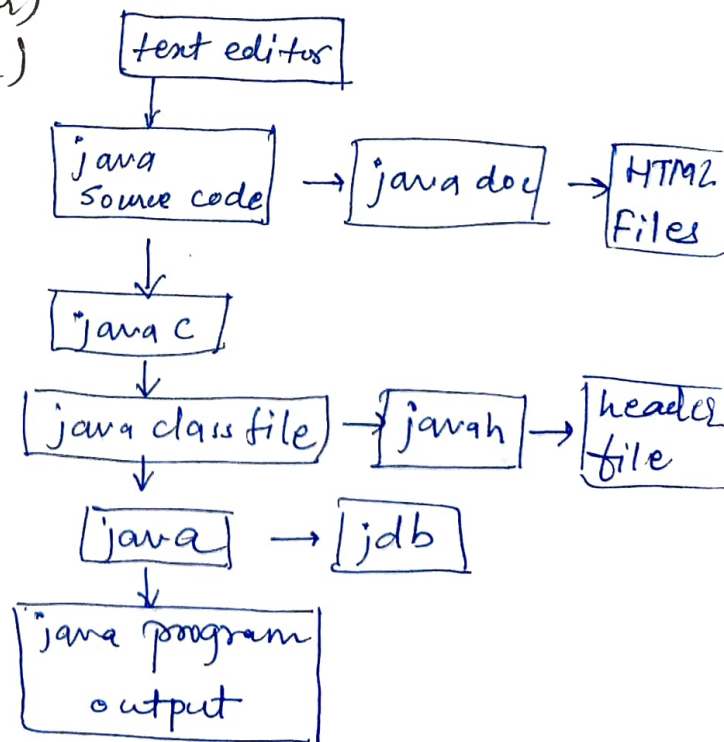 text editor
java
source code
java doc
HTML
Files
java c
java class file
javah
header
file
java
jdb
java program
output